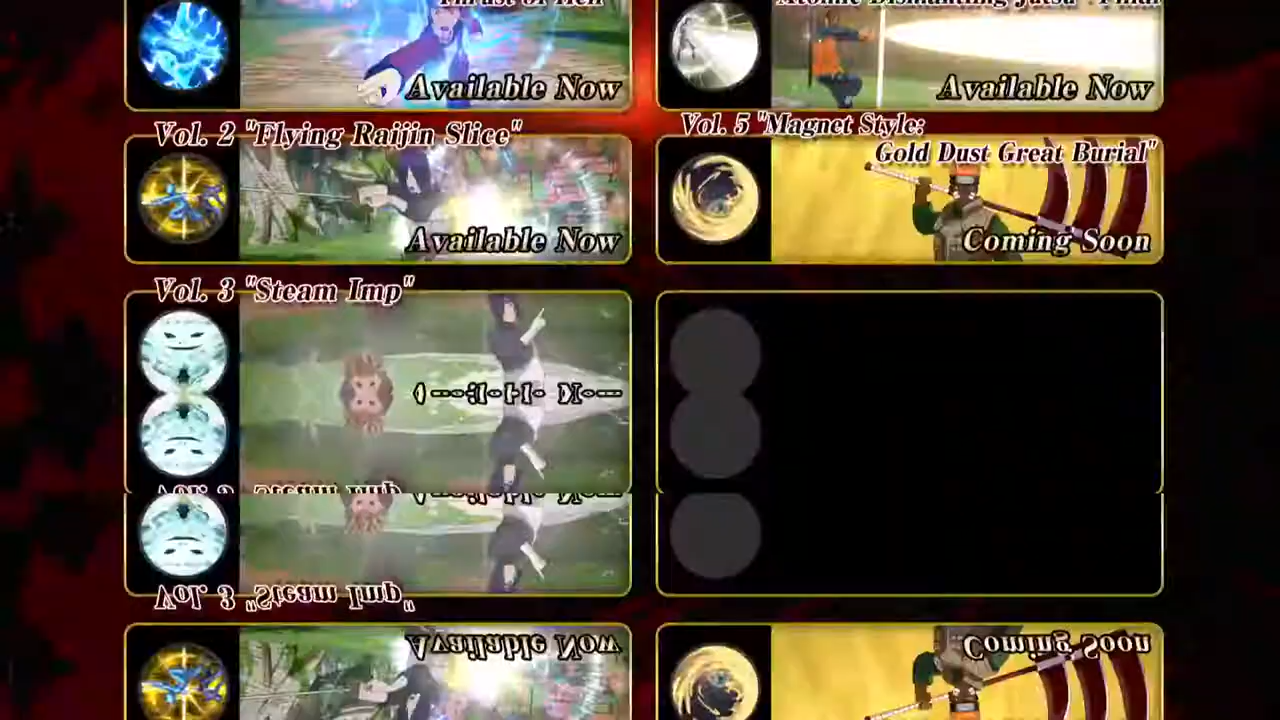 Available Now
Available Now
Vol. 2 "Flying Raijin Slice"
Vol. 5 "Magnet Style:
Gold Dust Great Burial"
Available Now
Coming Soon
Vol. 3 "Steam Imp"
Vol. 3 "Steam Imp"
Available Now
Coming Soon